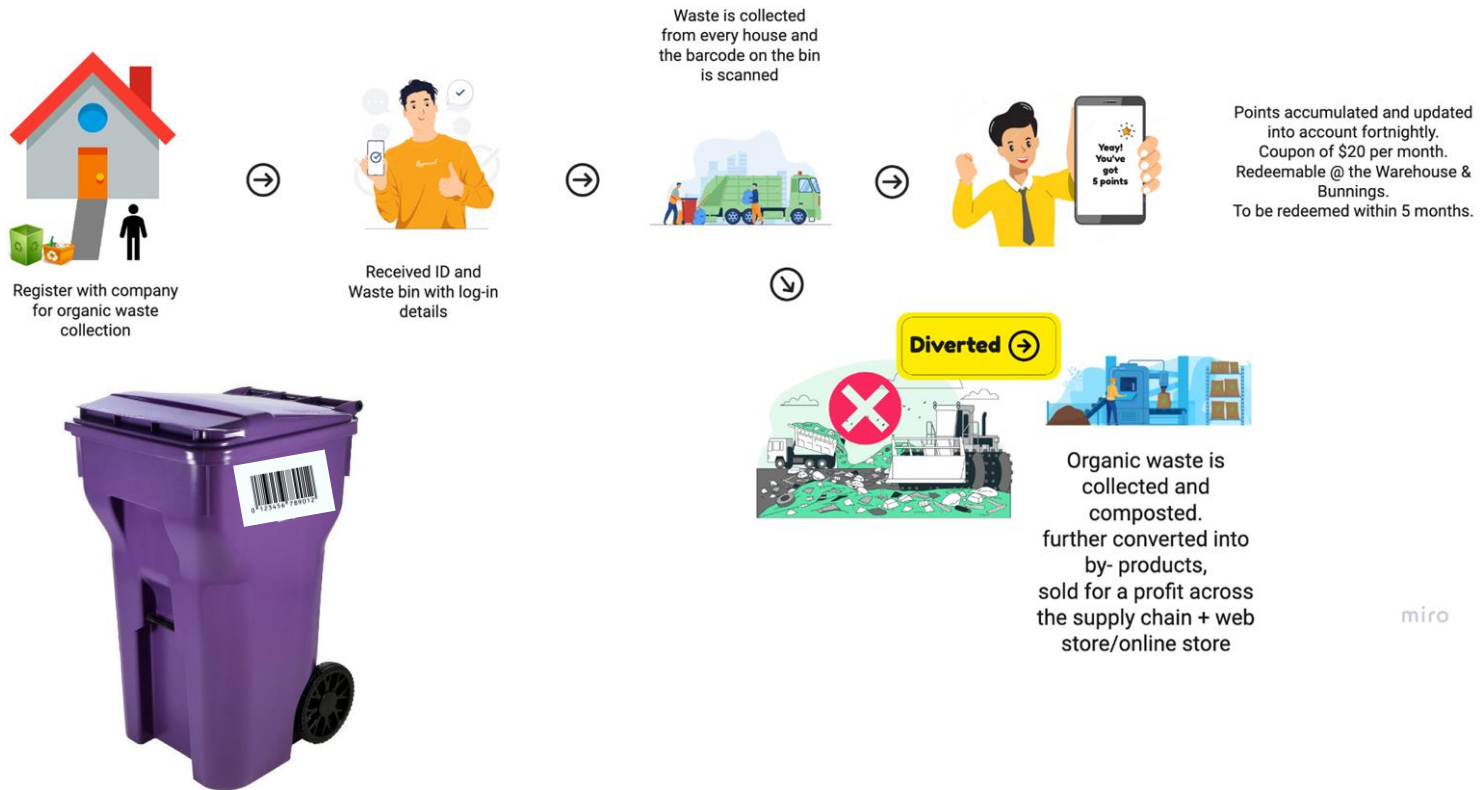 Waste is collected
from every house and
the barcode on the bin
is scanned
Yeay!
You've
got
5 points
Points accumulated and updated
into account fortnightly.
Coupon of $20 per month.
Redeemable @ the Warehouse &
Bunnings.
To be redeemed within 5 months.
Register with company
for organic waste
collection
Received ID and
Waste bin with log-in
details
Diverted
0 123456 789012
Organic waste is
collected and
composted.
further converted into
by- products,
sold for a profit across
the supply chain + web
store/online store
miro